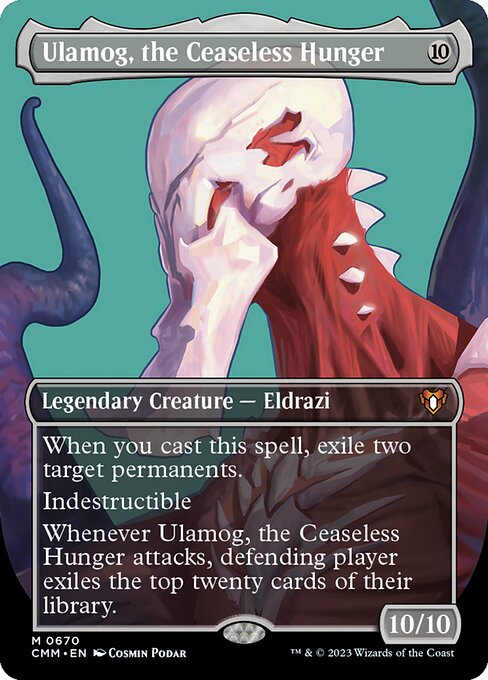 Ulamog, the Ceaseless Hunger 10
Legendary Creature — Eldrazi
When you cast this spell, exile two
target permanents.
Indestructible
Whenever Ulamog, the Ceaseless
Hunger attacks, defending player
exiles the top twenty cards of their
library.
10/10
M 0670
CMM • EN Cosmin Podar
™ & © 2023 Wizards of the Coast